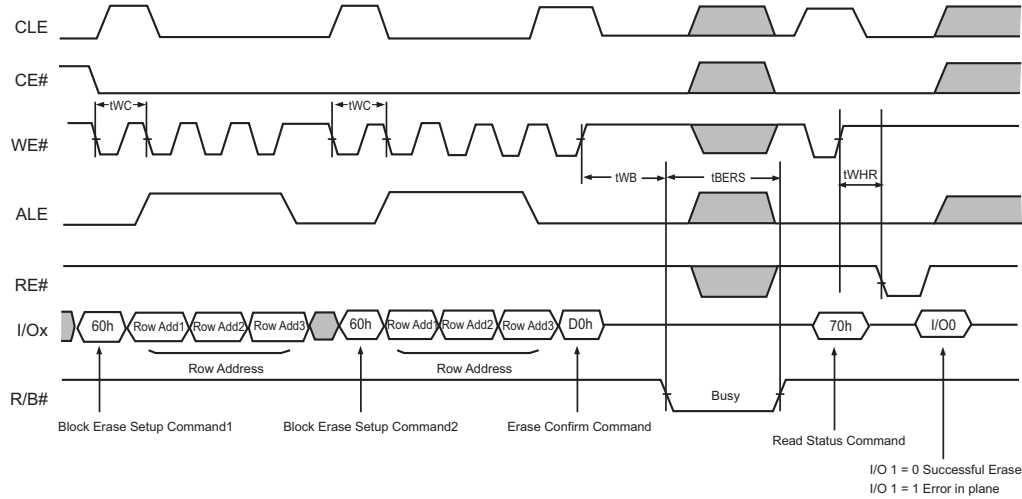 CLE
CE#
tWC
tWC
WE#
tWB
tBERS
tWHR
ALE
RE#
I/Ox
60h
Row Add1
Row Add2
Row Add3
60h
Row Add1
Row Add2
Row Add3
D0h
70h
I/O0
Row Address
Row Address
R/B#
Busy
Block Erase Setup Command1
Block Erase Setup Command2
Erase Confirm Command
Read Status Command
I/O 1 = 0 Successful Erase
I/O 1 = 1 Error in plane